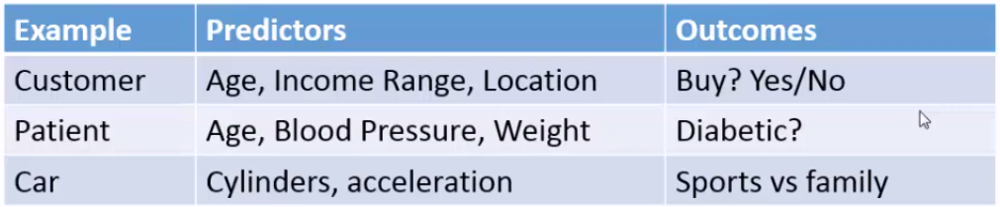 Example Predictors Outcomes
Customer Age, Income Range, Location Buy? Yes/No
Patient Age, Blood Pressure, Weight Diabetic?
Car Cylinders, acceleration Sports vs family